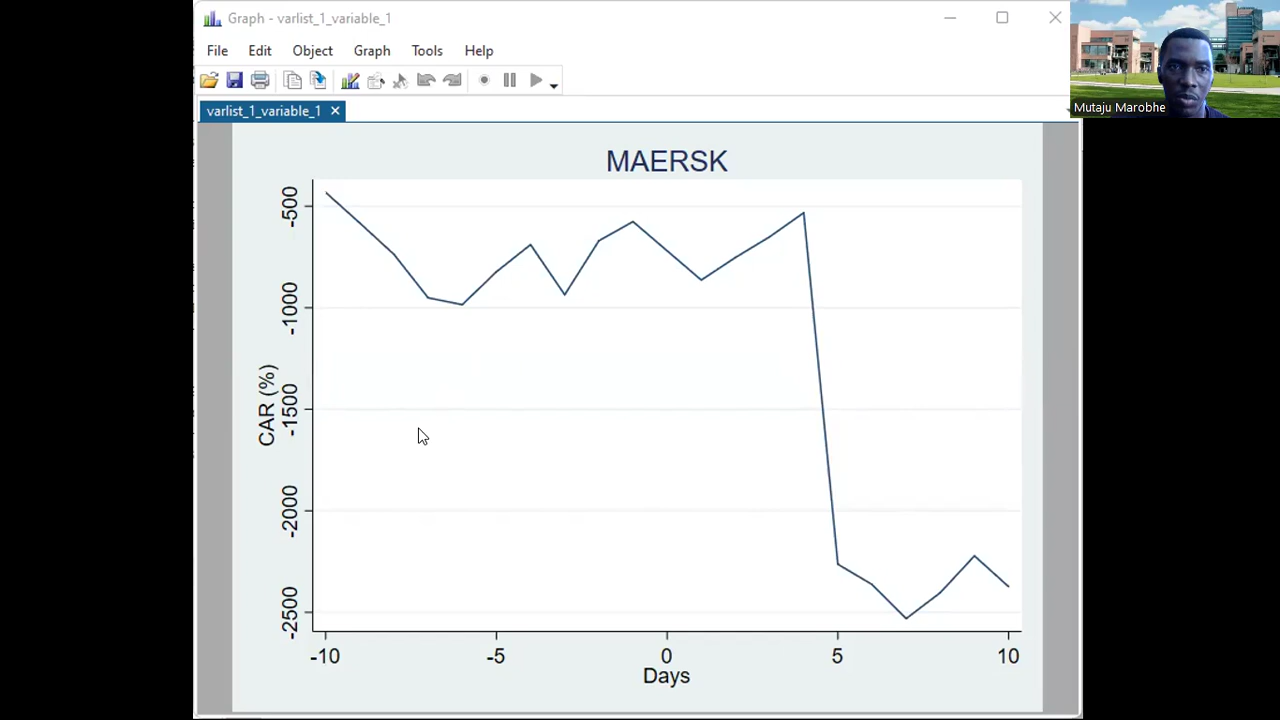 Graph - varlist_1_variable_1
File Edit Object Graph Tools Help
varlist_1_variable_1
Mutaju Marobhe
MAERSK
CAR (%)
-500
-1000
-1500
-2000
-2500
-10 -5 0 5 10
Days